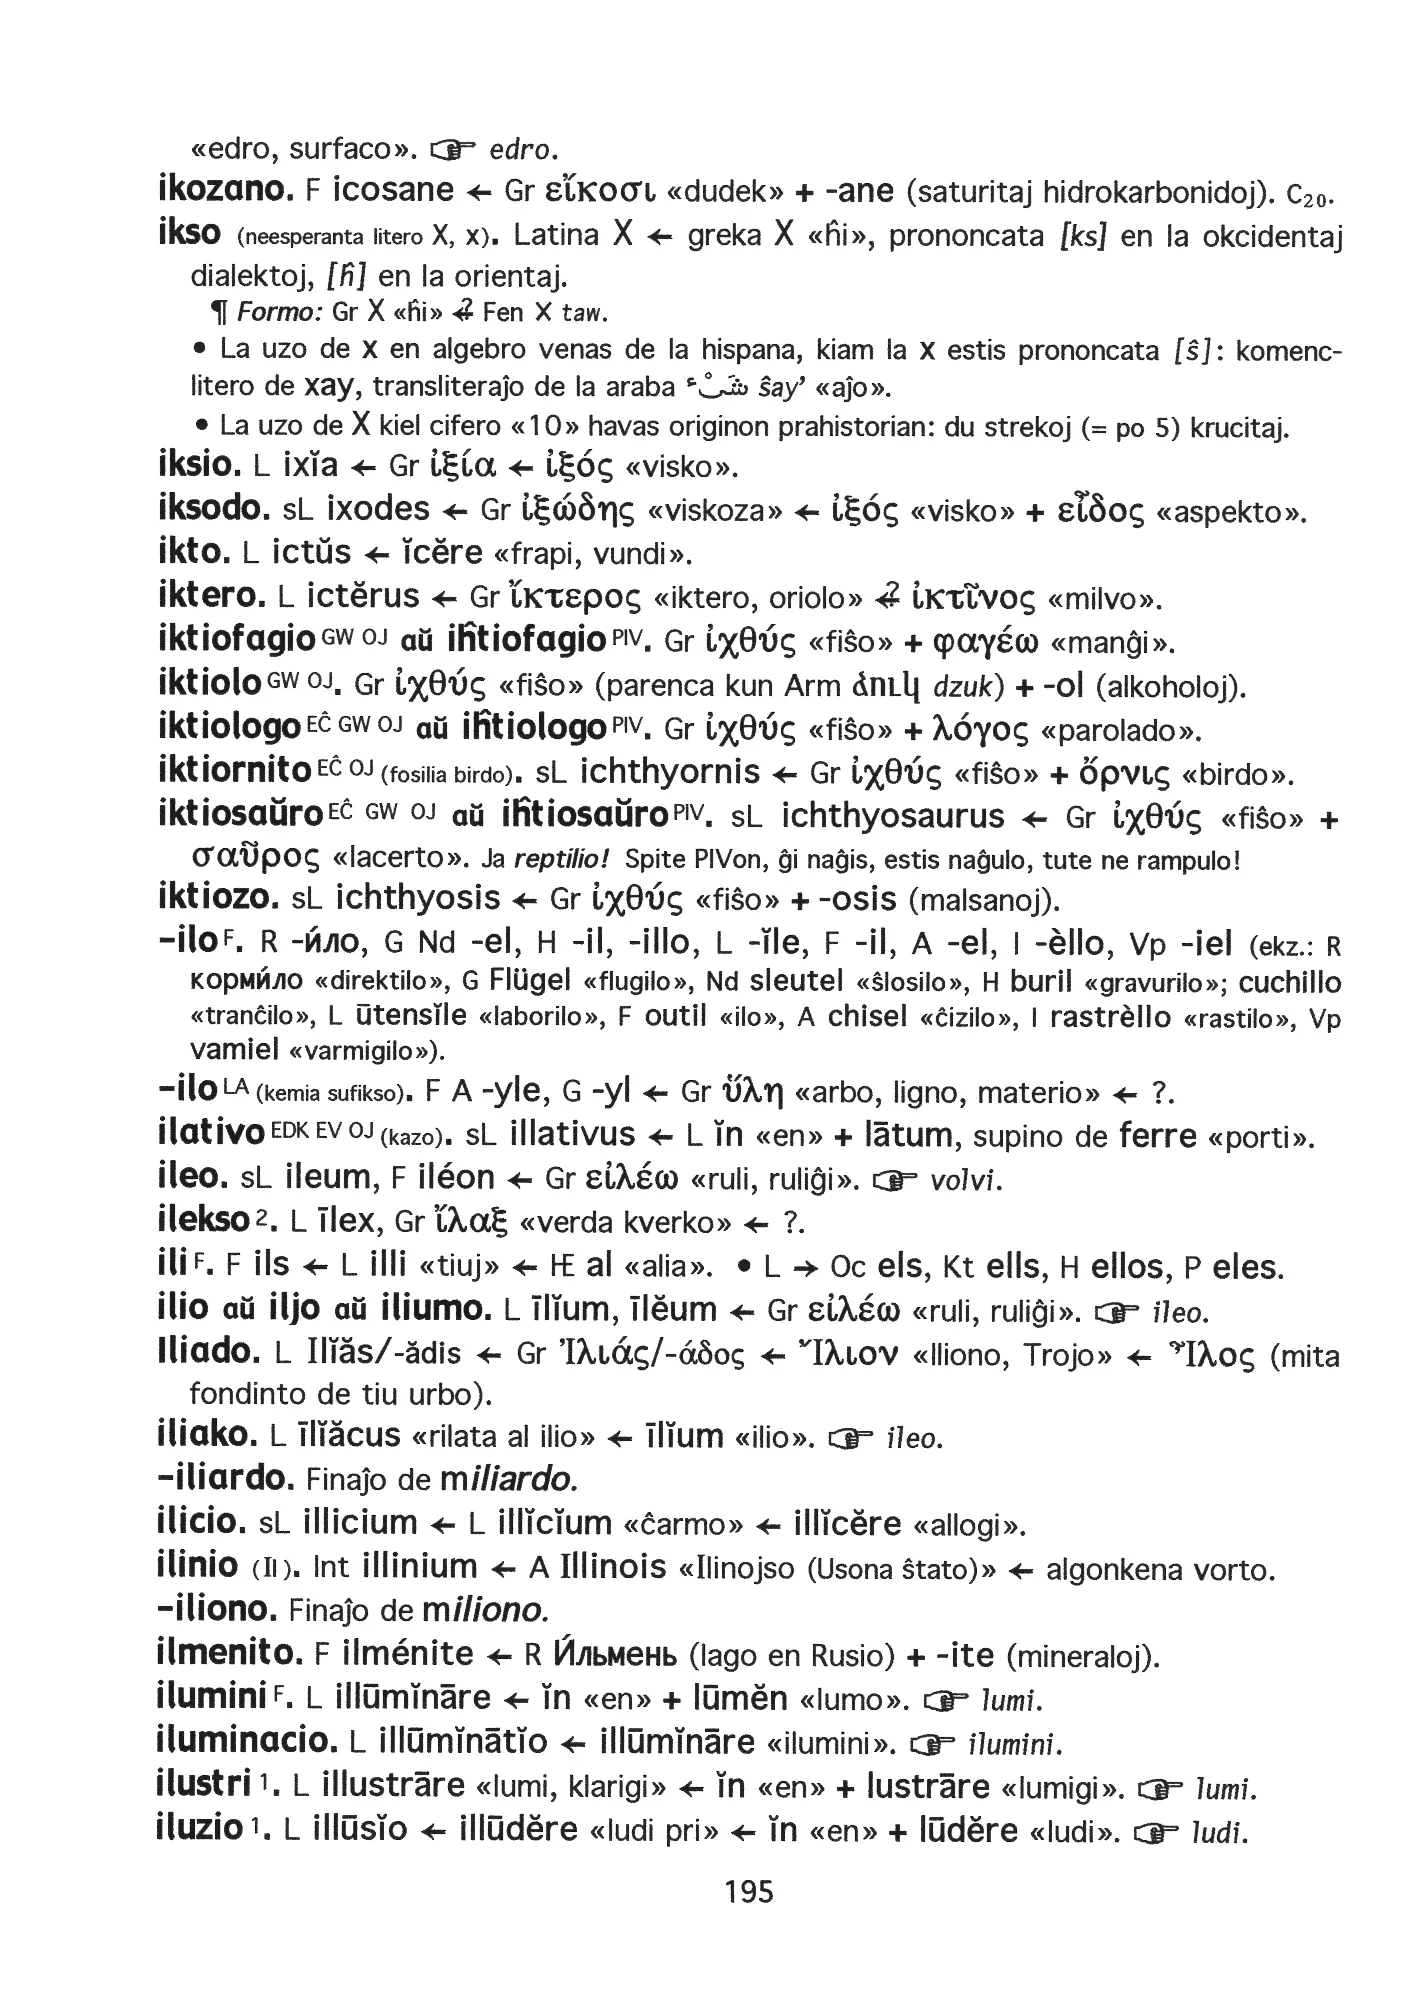 «edro, surfaco». ☞ edro.
ikozano. F icosane ← Gr εἴκοσι «dudek» + -ane (saturitaj hidrokarbonidoj). C₂₀.
ikso (neesperanta litero X, x). Latina X ← greka X «ĥi», prononcata [ks] en la okcidentaj
dialektoj, [ĥ] en la orientaj.
¶ Formo: Gr X «ĥi» ⭅? Fen X taw.
• La uzo de x en algebro venas de la hispana, kiam la x estis prononcata [ŝ]: komenc-
litero de xay, transliteraĵo de la araba شَيْء ŝay’ «aĵo».
• La uzo de X kiel cifero «10» havas originon prahistorian: du strekoj (= po 5) krucitaj.
iksio. L ixĭa ← Gr ἰξία ← ἰξός «visko».
iksodo. sL ixodes ← Gr ἰξώδης «viskoza» ← ἰξός «visko» + εἶδος «aspekto».
ikto. L ictŭs ← ĭcĕre «frapi, vundi».
iktero. L ictĕrus ← Gr ἴκτερος «iktero, oriolo» ⭅? ἰκτῖνος «milvo».
iktiofagio GW OJ aŭ iĥtiofagio PIV. Gr ἰχθύς «fiŝo» + φαγέω «manĝi».
iktiolo GW OJ. Gr ἰχθύς «fiŝo» (parenca kun Arm ձուկ dzuk) + -ol (alkoholoj).
iktiologo EĈ GW OJ aŭ iĥtiologo PIV. Gr ἰχθύς «fiŝo» + λόγος «parolado».
iktiornito EĈ OJ (fosilia birdo). sL ichthyornis ← Gr ἰχθύς «fiŝo» + ὄρνις «birdo».
iktiosaŭro EĈ GW OJ aŭ iĥtiosaŭro PIV. sL ichthyosaurus ← Gr ἰχθύς «fiŝo» +
σαῦρος «lacerto». Ja reptilio! Spite PIVon, ĝi naĝis, estis naĝulo, tute ne rampulo!
iktiozo. sL ichthyosis ← Gr ἰχθύς «fiŝo» + -osis (malsanoj).
–ilo F. R -и́ло, G Nd -el, H -il, -illo, L -ĭle, F -il, A -el, I -èllo, Vp -iel (ekz.: R
корми́ло «direktilo», G Flügel «flugilo», Nd sleutel «ŝlosilo», H buril «gravurilo»; cuchillo
«tranĉilo», L ūtensĭle «laborilo», F outil «ilo», A chisel «ĉizilo», I rastrèllo «rastilo», Vp
vamiel «varmigilo»).
–ilo LA (kemia sufikso). F A -yle, G -yl ← Gr ὕλη «arbo, ligno, materio» ← ?.
ilativo EDK EV OJ (kazo). sL illativus ← L ĭn «en» + lātum, supino de ferre «porti».
ileo. sL ileum, F iléon ← Gr εἰλέω «ruli, ruliĝi». ☞ volvi.
ilekso 2. L īlex, Gr ἴλαξ «verda kverko» ← ?.
ili F. F ils ← L illi «tiuj» ← HE al «alia». • L → Oc els, Kt ells, H ellos, P eles.
ilio aŭ iljo aŭ iliumo. L īlĭum, īlĕum ← Gr εἰλέω «ruli, ruliĝi». ☞ ileo.
Iliado. L Ilĭăs/-ădis ← Gr Ἰλιάς/-άδος ← Ἴλιον «Iliono, Trojo» ← Ἶλος (mita
fondinto de tiu urbo).
iliako. L īlĭăcus «rilata al ilio» ← īlĭum «ilio». ☞ ileo.
–iliardo. Finaĵo de miliardo.
ilicio. sL illicium ← L illĭcĭum «ĉarmo» ← illĭcĕre «allogi».
ilinio (Il). Int illinium ← A Illinois «Ilinojso (Usona ŝtato)» ← algonkena vorto.
–iliono. Finaĵo de miliono.
ilmenito. F ilménite ← R И́льмень (lago en Rusio) + -ite (mineraloj).
ilumini F. L illūmĭnāre ← ĭn «en» + lūmĕn «lumo». ☞ lumi.
iluminacio. L illūmĭnātĭo ← illūmĭnāre «ilumini». ☞ ilumini.
ilustri 1. L illustrāre «lumi, klarigi» ← ĭn «en» + lustrāre «lumigi». ☞ lumi.
iluzio 1. L illūsĭo ← illūdĕre «ludi pri» ← ĭn «en» + lūdĕre «ludi». ☞ ludi.
195